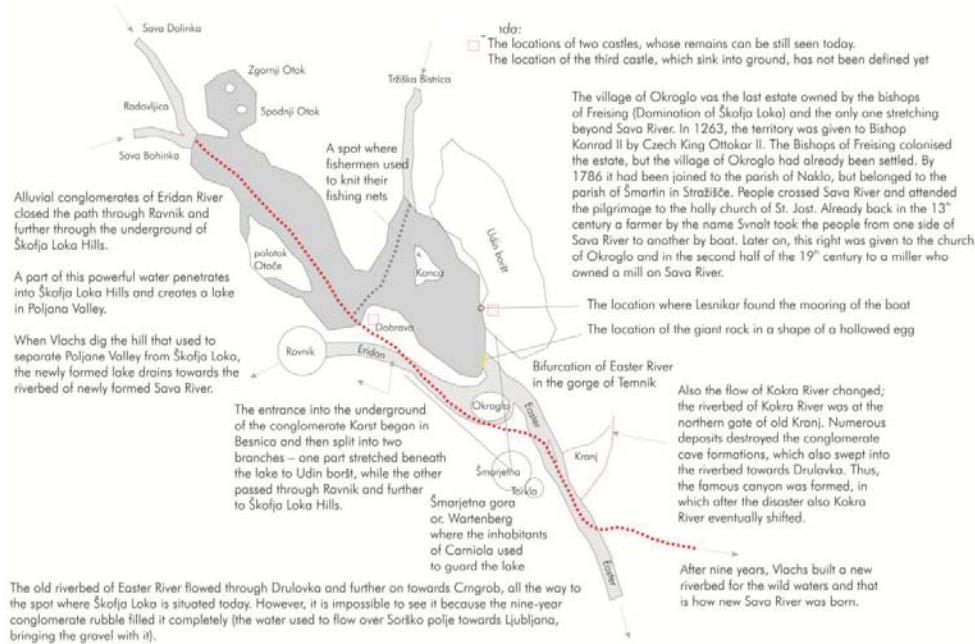 Sava Dolinka
nda:
The locations of two castles, whose remains can be still seen today.
The location of the third castle, which sink into ground, has not been defined yet
Zgornji Otok
Tržiška Bistrica
Radovljica
Spodnji Otok
Sava Bohinka
The village of Okroglo vas the last estate owned by the bishops
of Freising (Domination of Škofja Loka) and the only one stretching
beyond Sava River. In 1263, the territory was given to Bishop
Konrad II by Czech King Ottokar II. The Bishops of Freising colonised
the estate, but the village of Okroglo had already been settled. By
1786 it had been joined to the parish of Naklo, but belonged to the
parish of Šmartin in Stražišče. People crossed Sava River and attended
the pilgrimage to the holly church of St. Jost. Already back in the 13th
century a farmer by the name Svnalt took the people from one side of
Sava River to another by boat. Later on, this right was given to the church
of Okroglo and in the second half of the 19th century to a miller who
owned a mill on Sava River.
A spot where
fishermen used
to knit their
fishing nets
Alluvial conglomerates of Eridan River
closed the path through Ravnik and
further through the underground of
Škofja Loka Hills.
Udin boršt
polotok
Otoče
Konca
A part of this powerful water penetrates
into Škofja Loka Hills and creates a lake
in Poljana Valley.
The location where Lesnikar found the mooring of the boat
Dobrava
The location of the giant rock in a shape of a hollowed egg
When Vlachs dig the hill that used to
separate Poljane Valley from Škofja Loka,
the newly formed lake drains towards the
riverbed of newly formed Sava River.
Rovnik
Eridan
Bifurcation of Easter River
in the gorge of Temnik
Okroglo
Easter
The entrance into the underground
of the conglomerate Karst began in
Besnica and then split into two
branches – one part stretched beneath
the lake to Udin boršt, while the other
passed through Ravnik and further
to Škofja Loka Hills.
Also the flow of Kokra River changed;
the riverbed of Kokra River was at the
northern gate of old Kranj. Numerous
deposits destroyed the conglomerate
cave formations, which also swept into
the riverbed towards Drulovka. Thus,
the famous canyon was formed, in
which after the disaster also Kokra
River eventually shifted.
Kranj
Šmarjetna
Torklo
Šmarjetna gora
or. Wartenberg
where the inhabitants
of Carniola used
to guard the lake
Easter
After nine years, Vlachs built a new
riverbed for the wild waters and that
is how new Sava River was born.
The old riverbed of Easter River flowed through Drulovka and further on towards Crngrob, all the way to
the spot where Škofja Loka is situated today. However, it is impossible to see it because the nine-year
conglomerate rubble filled it completely (the water used to flow over Sorško polje towards Ljubljana,
bringing the gravel with it).